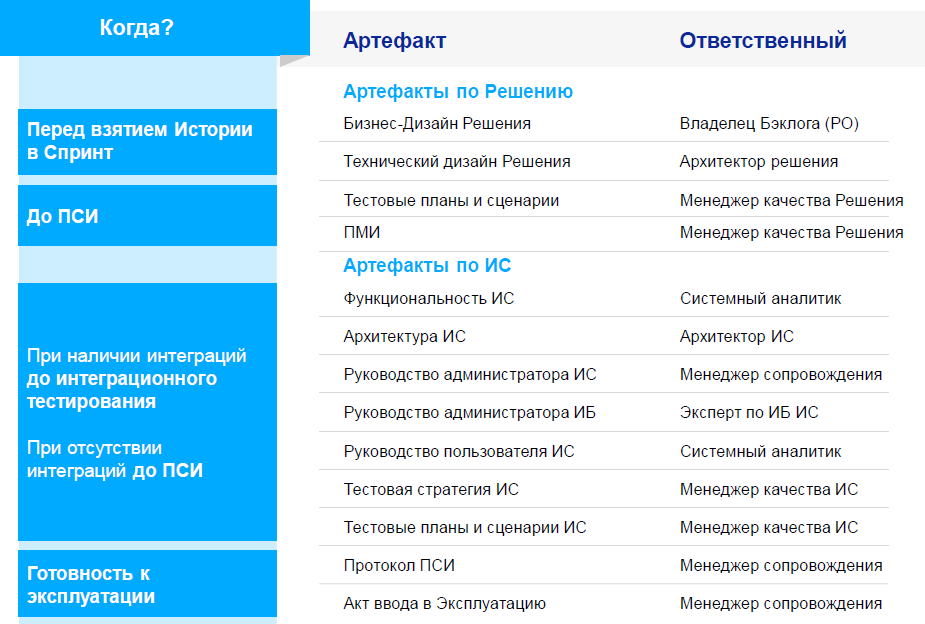 Когда?
Артефакт Ответственный
Артефакты по Решению
Перед взятием Истории
в Спринт
Бизнес-Дизайн Решения Владелец Бэклога (РО)
Технический дизайн Решения Архитектор решения
До ПСИ
Тестовые планы и сценарии Менеджер качества Решения
ПМИ Менеджер качества Решения
Артефакты по ИС
При наличии интеграций
до интеграционного
тестирования
При отсутствии
интеграций до ПСИ
Функциональность ИС Системный аналитик
Архитектура ИС Архитектор ИС
Руководство администратора ИС Менеджер сопровождения
Руководство администратора ИБ Эксперт по ИБ ИС
Руководство пользователя ИС Системный аналитик
Тестовая стратегия ИС Менеджер качества ИС
Тестовые планы и сценарии ИС Менеджер качества ИС
Готовность к
эксплуатации
Протокол ПСИ Менеджер сопровождения
Акт ввода в Эксплуатацию Менеджер сопровождения